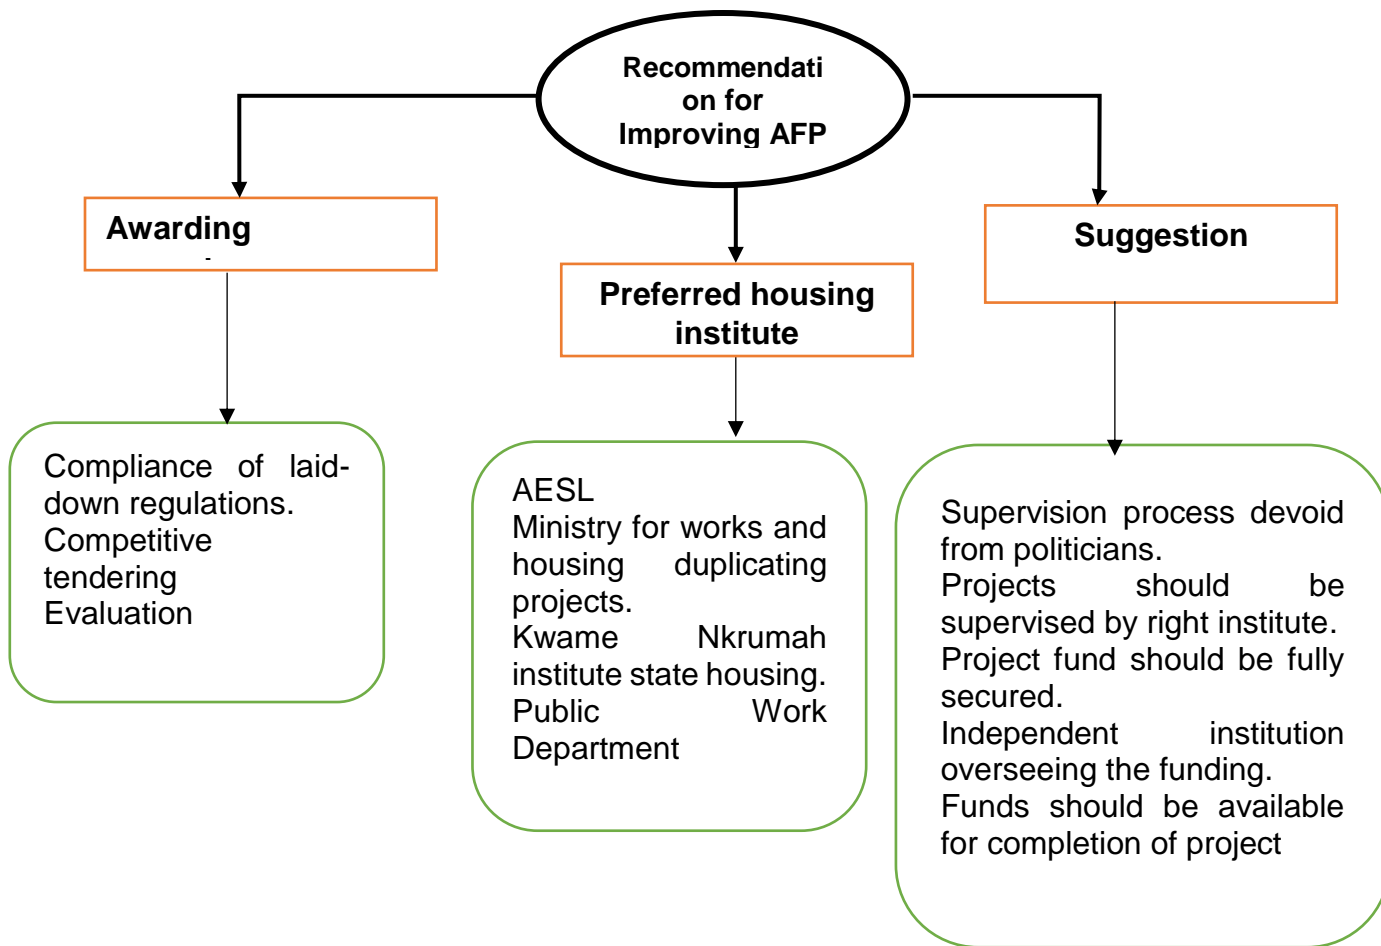 Recommendati
on for
Improving AFP
Awarding
Suggestion
Preferred housing
institute
Compliance of laid-
down regulations.
Competitive
tendering
Evaluation
AESL
Ministry for works and
housing duplicating
projects.
Kwame Nkrumah
institute state housing.
Public Work
Department
Supervision process devoid
from politicians.
Projects should be
supervised by right institute.
Project fund should be fully
secured.
Independent institution
overseeing the funding.
Funds should be available
for completion of project